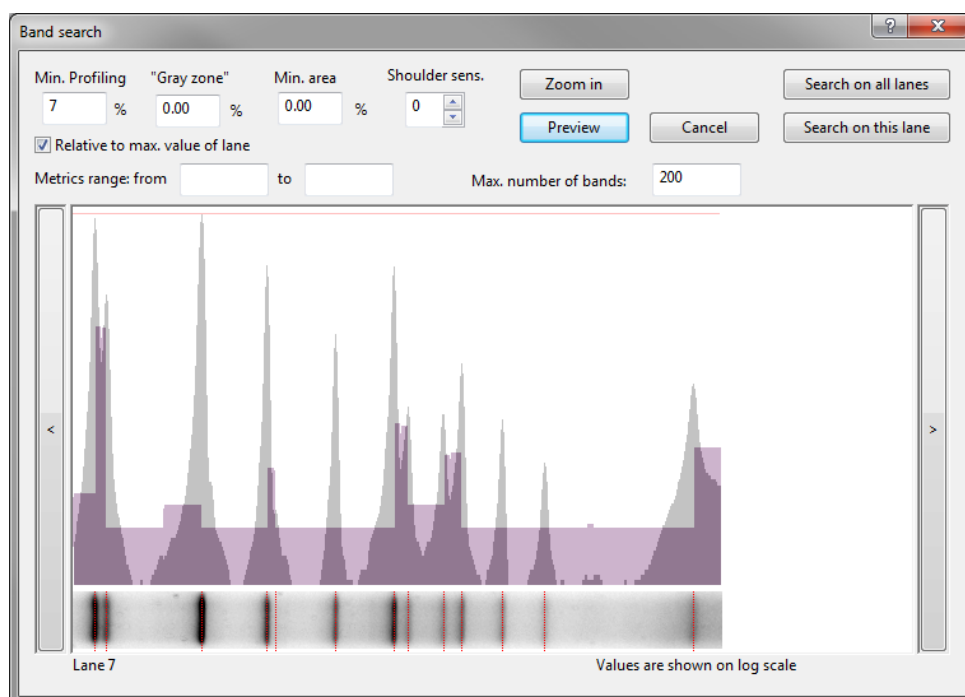 Band search
Min. Profiling "Gray zone" Min. area Shoulder sens.
7 % 0.00 % 0.00 % 0
Zoom in
Search on all lanes
Preview
Cancel
Search on this lane
Relative to max. value of lane
Metrics range: from to
Max. number of bands: 200
<
>
Lane 7
Values are shown on log scale